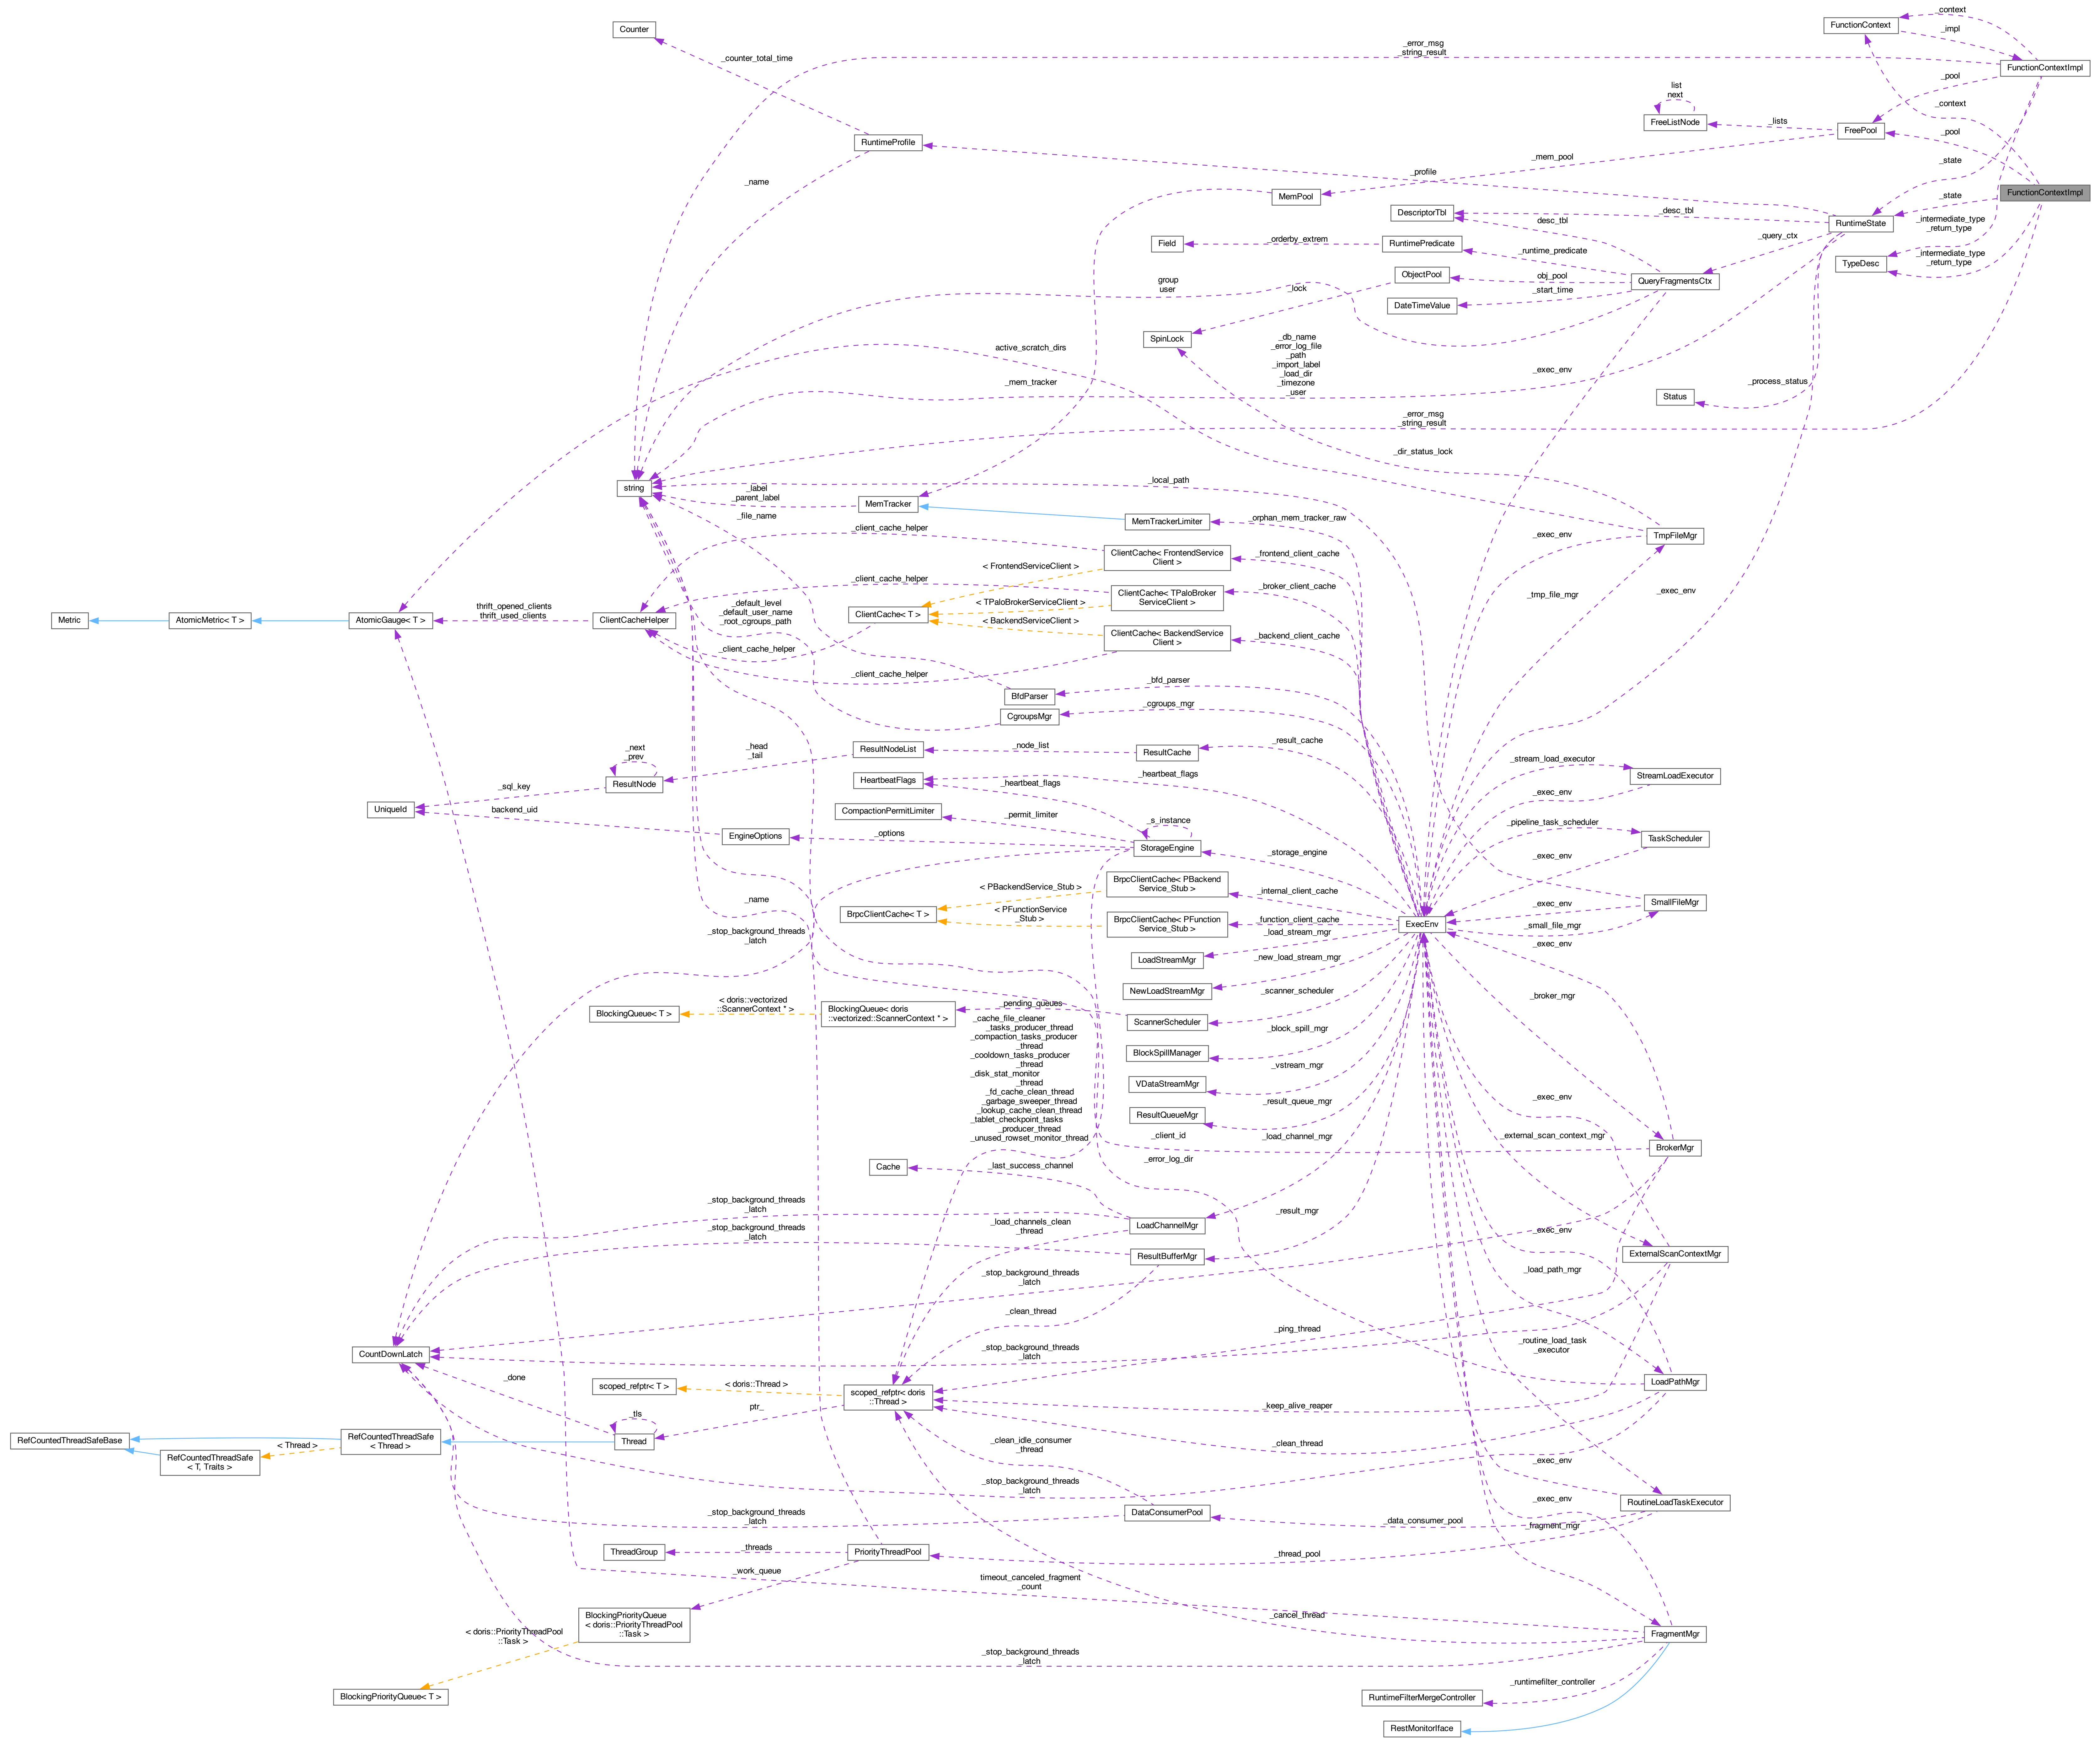 Counter
FunctionContext
_context
_impl
_error_msg
_string_result
FunctionContextImpl
_counter_total_time
_pool
list
next
FreeListNode
_lists
FreePool
_context
_pool
RuntimeProfile
_mem_pool
_name
_profile
_state
MemPool
FunctionContextImpl
_state
DescriptorTbl
_desc_tbl
desc_tbl
RuntimeState
_intermediate_type
_return_type
Field
_orderby_extrem
RuntimePredicate
_runtime_predicate
_query_ctx
_intermediate_type
_return_type
TypeDesc
ObjectPool
obj_pool
QueryFragmentsCtx
group
user
_lock
DateTimeValue
_start_time
SpinLock
active_scratch_dirs
_mem_tracker
_db_name
_error_log_file
_path
_import_label
_load_dir
_timezone
_user
_exec_env
_process_status
Status
_error_msg
_string_result
_dir_status_lock
string
_label
_parent_label
MemTracker
_local_path
_file_name
MemTrackerLimiter
_orphan_mem_tracker_raw
_client_cache_helper
ClientCache< FrontendService
Client >
_frontend_client_cache
_exec_env
TmpFileMgr
< FrontendServiceClient >
_client_cache_helper
ClientCache< TPaloBroker
ServiceClient >
_broker_client_cache
_tmp_file_mgr
_exec_env
Metric
AtomicMetric< T >
AtomicGauge< T >
thrift_opened_clients
thrift_used_clients
ClientCacheHelper
_default_level
_default_user_name
_root_cgroups_path
ClientCache< T >
< TPaloBrokerServiceClient >
< BackendServiceClient >
ClientCache< BackendService
Client >
_backend_client_cache
_client_cache_helper
_client_cache_helper
BfdParser
_bfd_parser
CgroupsMgr
_cgroups_mgr
_next
_prev
_head
_tail
ResultNodeList
_node_list
ResultCache
_result_cache
ResultNode
HeartbeatFlags
_heartbeat_flags
_heartbeat_flags
_stream_load_executor
StreamLoadExecutor
_exec_env
_sql_key
UniqueId
backend_uid
CompactionPermitLimiter
_permit_limiter
_s_instance
_pipeline_task_scheduler
TaskScheduler
EngineOptions
_options
StorageEngine
_storage_engine
_exec_env
< PBackendService_Stub >
BrpcClientCache< PBackend
Service_Stub >
_internal_client_cache
_name
BrpcClientCache< T >
< PFunctionService
_Stub >
BrpcClientCache< PFunction
Service_Stub >
_function_client_cache
ExecEnv
_exec_env
SmallFileMgr
_small_file_mgr
_stop_background_threads
_latch
LoadStreamMgr
_load_stream_mgr
_exec_env
NewLoadStreamMgr
_new_load_stream_mgr
_broker_mgr
BlockingQueue< T >
< doris::vectorized
::ScannerContext * >
BlockingQueue< doris
::vectorized::ScannerContext * >
_pending_queues
ScannerScheduler
_scanner_scheduler
_cache_file_cleaner
_tasks_producer_thread
_compaction_tasks_producer
_thread
_cooldown_tasks_producer
_thread
_disk_stat_monitor
_thread
_fd_cache_clean_thread
_garbage_sweeper_thread
_lookup_cache_clean_thread
_tablet_checkpoint_tasks
_producer_thread
_unused_rowset_monitor_thread
BlockSpillManager
_block_spill_mgr
VDataStreamMgr
_vstream_mgr
ResultQueueMgr
_result_queue_mgr
_exec_env
_client_id
_load_channel_mgr
_external_scan_context_mgr
BrokerMgr
Cache
_last_success_channel
_error_log_dir
_stop_background_threads
_latch
_load_channels_clean
_thread
LoadChannelMgr
_result_mgr
_stop_background_threads
_latch
ResultBufferMgr
_exec_env
ExternalScanContextMgr
_load_path_mgr
_stop_background_threads
_latch
_clean_thread
_ping_thread
_routine_load_task
_executor
CountDownLatch
_stop_background_threads
_latch
_done
scoped_refptr< T >
< doris::Thread >
scoped_refptr< doris
::Thread >
LoadPathMgr
ptr_
_tls
_keep_alive_reaper
RefCountedThreadSafeBase
< Thread >
RefCountedThreadSafe
< Thread >
Thread
_clean_idle_consumer
_thread
_clean_thread
RefCountedThreadSafe
< T, Traits >
_exec_env
_stop_background_threads
_latch
_exec_env
RoutineLoadTaskExecutor
_stop_background_threads
_latch
DataConsumerPool
_data_consumer_pool
_fragment_mgr
ThreadGroup
_threads
PriorityThreadPool
_thread_pool
_work_queue
timeout_canceled_fragment
_count
_cancel_thread
BlockingPriorityQueue
< doris::PriorityThreadPool
::Task >
< doris::PriorityThreadPool
::Task >
FragmentMgr
_stop_background_threads
_latch
_runtimefilter_controller
BlockingPriorityQueue< T >
RuntimeFilterMergeController
RestMonitorIface